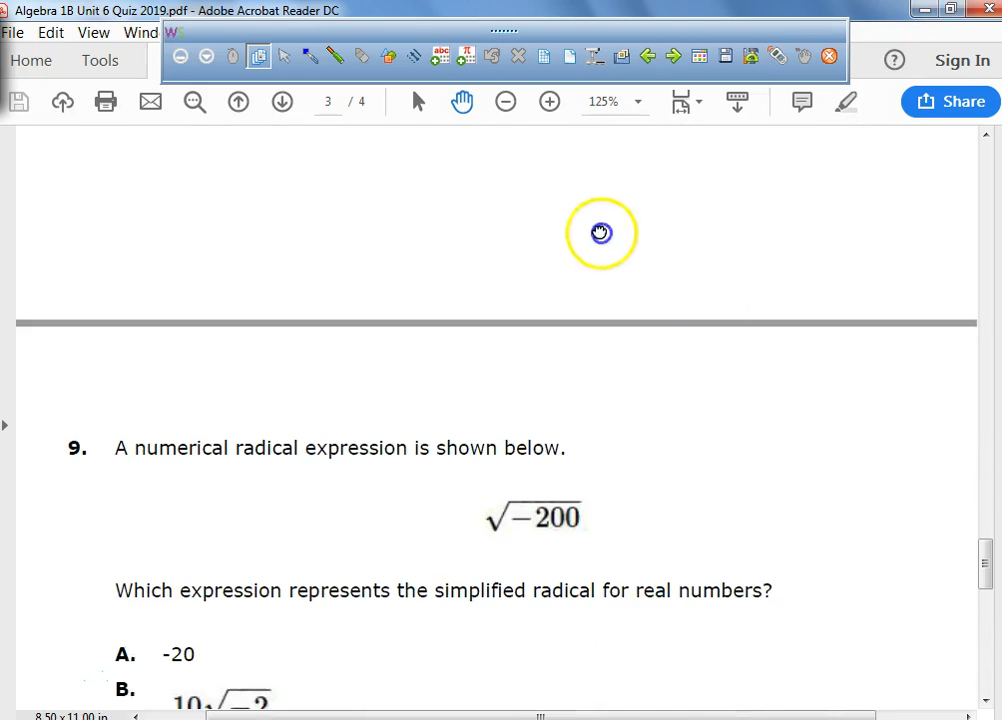 Algebra 1B Unit 6 Quiz 2019.pdf - Adobe Acrobat Reader DC
File Edit View Wind
Home Tools
abc
π
? Sign In
3 / 4
125%
Share
9. A numerical radical expression is shown below.
√−200
Which expression represents the simplified radical for real numbers?
A. -20
B. 10√−2
8.50 x 11.00 in